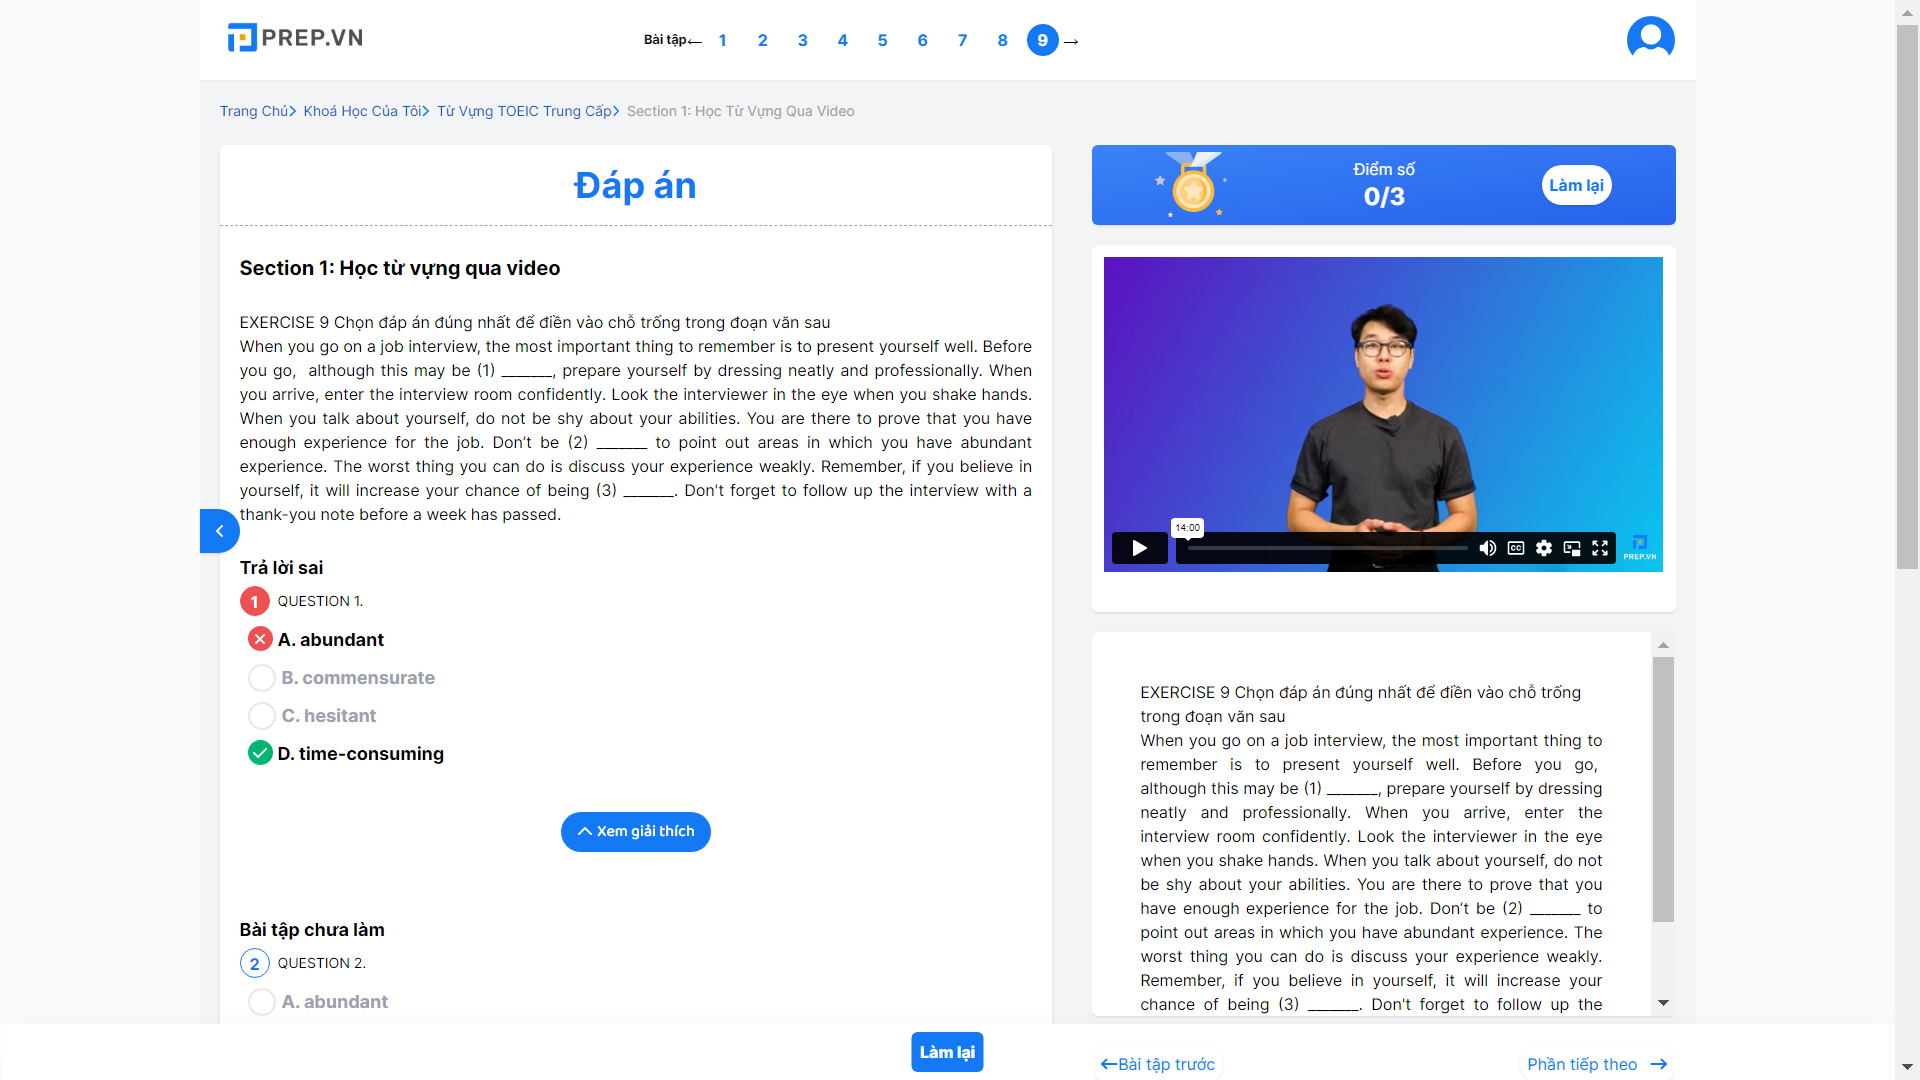 PREP.VN
Bài tập← 1 2 3 4 5 6 7 8 9 →
Trang Chủ> Khoá Học Của Tôi> Từ Vựng TOEIC Trung Cấp> Section 1: Học Từ Vựng Qua Video
Đáp án
Section 1: Học từ vựng qua video
EXERCISE 9 Chọn đáp án đúng nhất để điền vào chỗ trống trong đoạn văn sau
When you go on a job interview, the most important thing to remember is to present yourself well. Before
you go, although this may be (1) _______, prepare yourself by dressing neatly and professionally. When
you arrive, enter the interview room confidently. Look the interviewer in the eye when you shake hands.
When you talk about yourself, do not be shy about your abilities. You are there to prove that you have
enough experience for the job. Don’t be (2) _______ to point out areas in which you have abundant
experience. The worst thing you can do is discuss your experience weakly. Remember, if you believe in
yourself, it will increase your chance of being (3) _______. Don't forget to follow up the interview with a
thank-you note before a week has passed.
Trả lời sai
1 QUESTION 1.
A. abundant
B. commensurate
C. hesitant
D. time-consuming
Xem giải thích
Bài tập chưa làm
2 QUESTION 2.
A. abundant
Điểm số
0/3
Làm lại
14:00
CC
PREP.VN
EXERCISE 9 Chọn đáp án đúng nhất để điền vào chỗ trống
trong đoạn văn sau
When you go on a job interview, the most important thing to
remember is to present yourself well. Before you go,
although this may be (1) _______, prepare yourself by dressing
neatly and professionally. When you arrive, enter the
interview room confidently. Look the interviewer in the eye
when you shake hands. When you talk about yourself, do not
be shy about your abilities. You are there to prove that you
have enough experience for the job. Don’t be (2) _______ to
point out areas in which you have abundant experience. The
worst thing you can do is discuss your experience weakly.
Remember, if you believe in yourself, it will increase your
chance of being (3) _______. Don't forget to follow up the
Làm lại
←Bài tập trước
Phần tiếp theo →